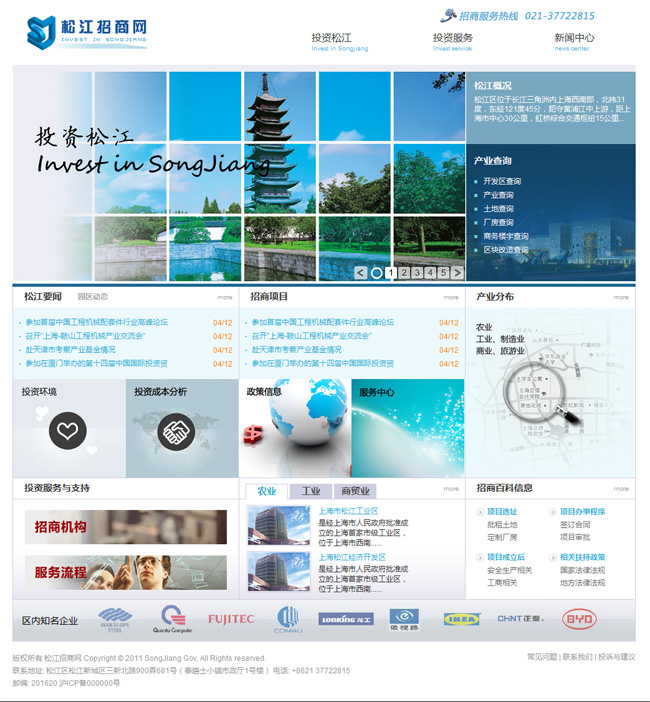 招商服务热线 021-37722815
松江招商网
INVEST IN SONGJIANG
投资松江
Invest in Songjiang
投资服务
Invest service
新闻中心
news center
投资松江
Invest in SongJiang
松江概况
松江区位于长江三角洲内上海西南部，北纬31
度，东经121度45分，扼守黄浦江中上游，距上
海市中心30公里，虹桥综合交通枢纽15公里...
产业查询
开发区查询
产业查询
土地查询
厂房查询
商务楼宇查询
区块改造查询
< 1 2 3 4 5 >
松江要闻 园区动态 more
参加首届中国工程机械配套件行业高峰论坛 04/12
召开"上海-鞍山工程机械产业交流会" 04/12
赴天津市考察产业基金情况 04/12
参加在厦门举办的第十四届中国国际投资贸 04/12
招商项目 more
参加首届中国工程机械配套件行业高峰论坛 04/12
召开"上海-鞍山工程机械产业交流会" 04/12
赴天津市考察产业基金情况 04/12
参加在厦门举办的第十四届中国国际投资贸 04/12
产业分布 more
农业
工业、制造业
商业、旅游业
投资环境
投资成本分析
政策信息
服务中心
投资服务与支持
招商机构
服务流程
农业 工业 商贸业 more
上海市松江工业区
是经上海市人民政府批准成
立的上海首家市级工业区，
位于上海市西南......
上海松江经济开发区
是经上海市人民政府批准成
立的上海首家市级工业区，
位于上海市西南......
招商百科信息 more
项目选址
批租土地
定制厂房
项目办事程序
签订合同
项目审批
项目成立后
安全生产相关
工商相关
相关扶持政策
国家法律法规
地方法律法规
区内知名企业
BLUESCOPE
STEEL
Quanta Computer
FUJITEC
COMAU
LONKING 龙工
依视路
IKEA
CHNT 正泰
BYD
版权所有 松江招商网 Copyright © 2011 SongJiang Gov, All Rights reserved.
常见问题 | 联系我们 | 投诉与建议
联系地址: 松江区松江新城区三新北路900弄681号（泰晤士小镇市政厅1号楼） 电话: +8621 37722815
邮编: 201620 沪ICP备000000号